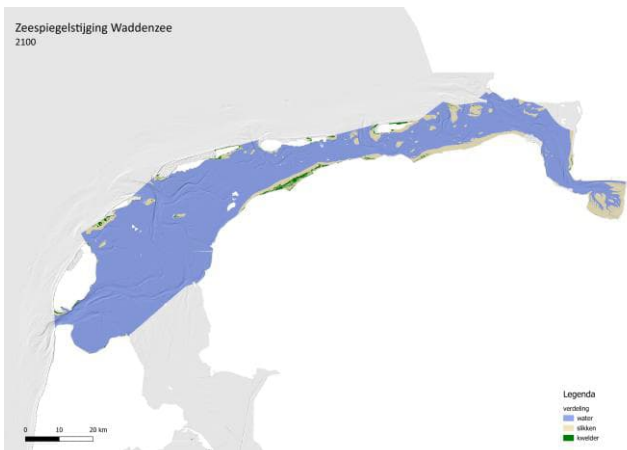 Zeespiegelstijging Waddenzee
2100
0 10 20 km
Legenda
verdeling
water
slikken
kwelder